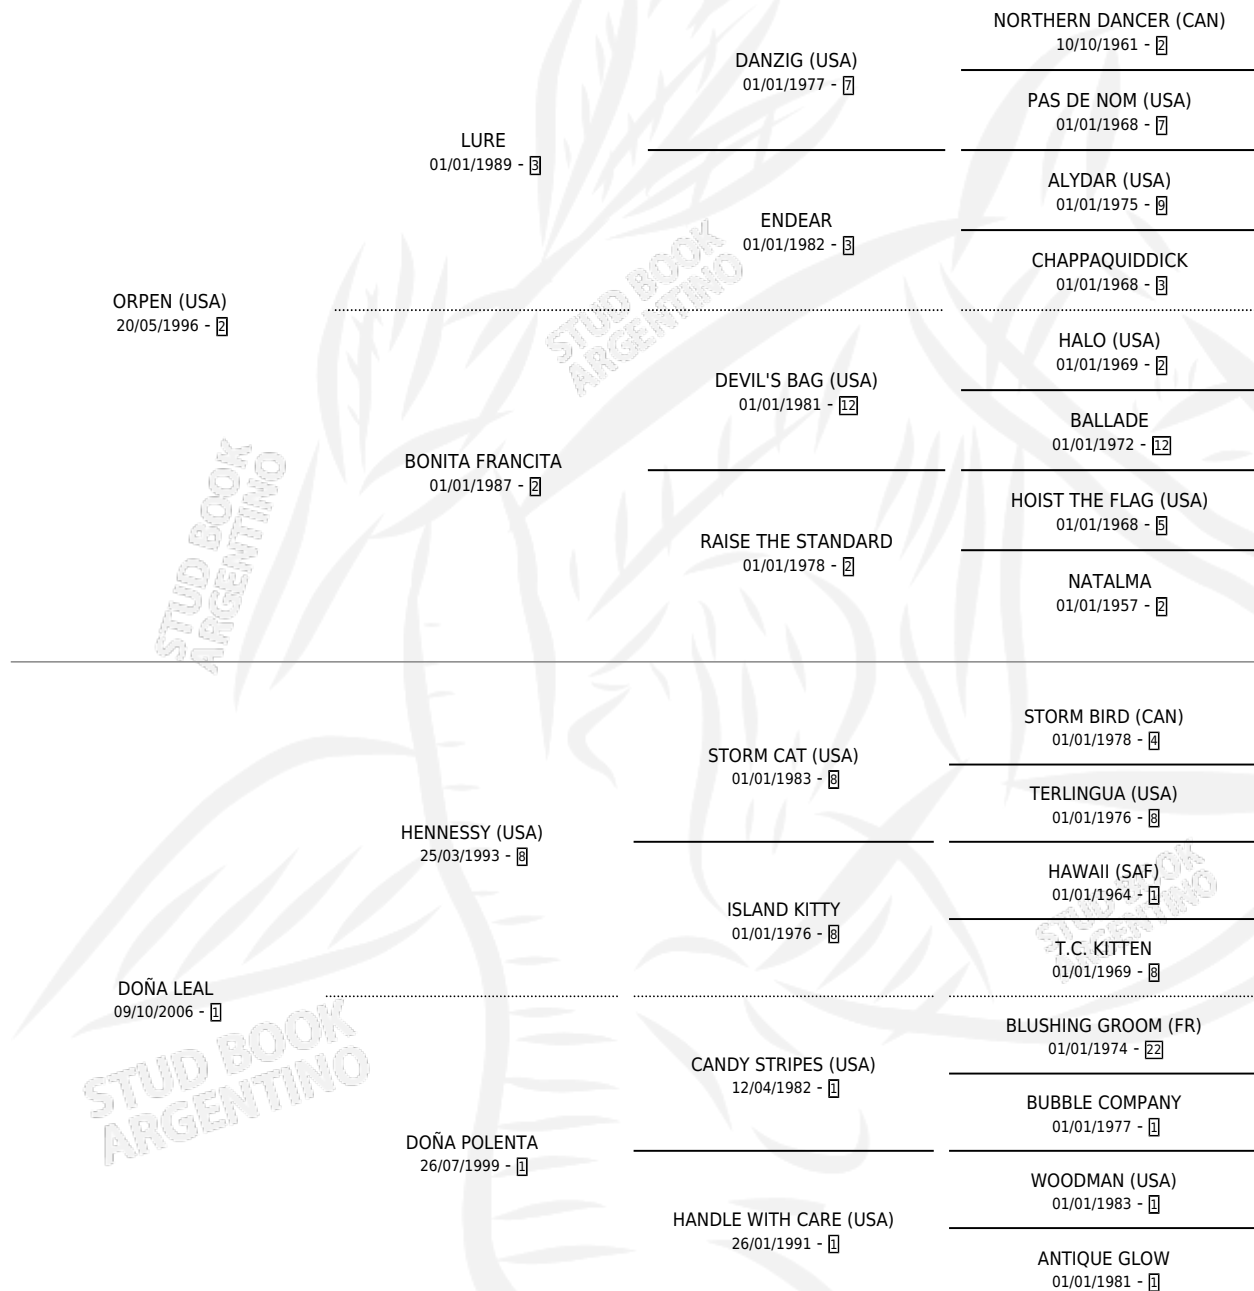 NORTHERN DANCER (CAN)
10/10/1961 - 2
DANZIG (USA)
01/01/1977 - 7
PAS DE NOM (USA)
01/01/1968 - 7
LURE
01/01/1989 - 3
ALYDAR (USA)
01/01/1975 - 9
ENDEAR
01/01/1982 - 3
CHAPPAQUIDDICK
01/01/1968 - 3
ORPEN (USA)
20/05/1996 - 2
STUD BOOK
ARGENTINO
HALO (USA)
01/01/1969 - 2
DEVIL'S BAG (USA)
01/01/1981 - 12
BALLADE
01/01/1972 - 12
BONITA FRANCITA
01/01/1987 - 2
HOIST THE FLAG (USA)
01/01/1968 - 5
RAISE THE STANDARD
01/01/1978 - 2
NATALMA
01/01/1957 - 2
STUD BOOK
ARGENTINO
STORM BIRD (CAN)
01/01/1978 - 4
STORM CAT (USA)
01/01/1983 - 8
TERLINGUA (USA)
01/01/1976 - 8
HENNESSY (USA)
25/03/1993 - 8
HAWAII (SAF)
01/01/1964 - 1
ISLAND KITTY
01/01/1976 - 8
T.C. KITTEN
01/01/1969 - 8
STUD BOOK
ARGENTINO
DOÑA LEAL
09/10/2006 - 1
BLUSHING GROOM (FR)
01/01/1974 - 22
CANDY STRIPES (USA)
12/04/1982 - 1
BUBBLE COMPANY
01/01/1977 - 1
STUD BOOK
ARGENTINO
DOÑA POLENTA
26/07/1999 - 1
WOODMAN (USA)
01/01/1983 - 1
HANDLE WITH CARE (USA)
26/01/1991 - 1
ANTIQUE GLOW
01/01/1981 - 1